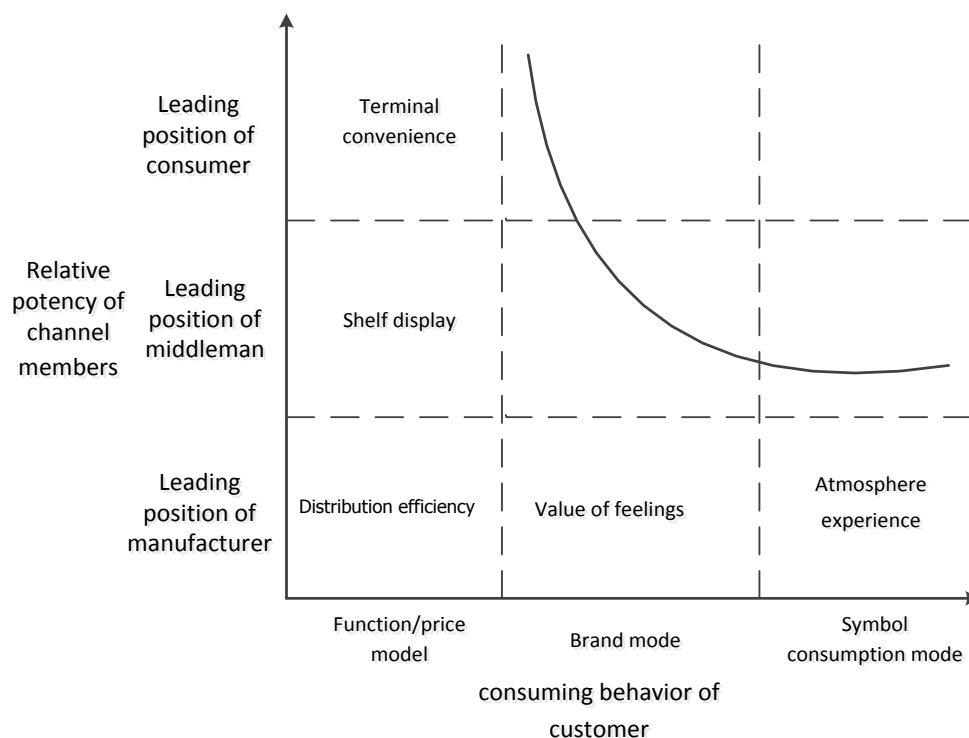 Leading
position of
consumer
Terminal
convenience
Relative
potency of
channel
members
Leading
position of
middleman
Shelf display
Leading
position of
manufacturer
Distribution efficiency
Value of feelings
Atmosphere
experience
Function/price
model
Brand mode
Symbol
consumption mode
consuming behavior of
customer